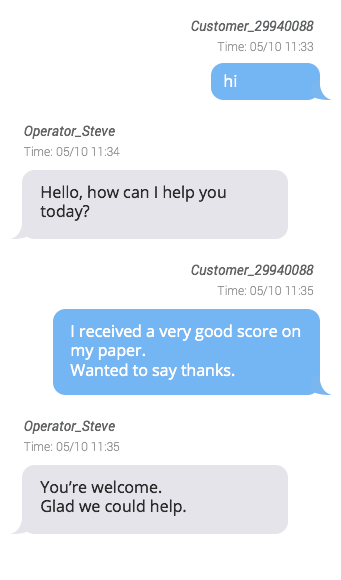 Customer_29940088
Time: 05/10 11:33
hi
Operator_Steve
Time: 05/10 11:34
Hello, how can I help you
today?
Customer_29940088
Time: 05/10 11:35
I received a very good score on
my paper.
Wanted to say thanks.
Operator_Steve
Time: 05/10 11:35
You’re welcome.
Glad we could help.